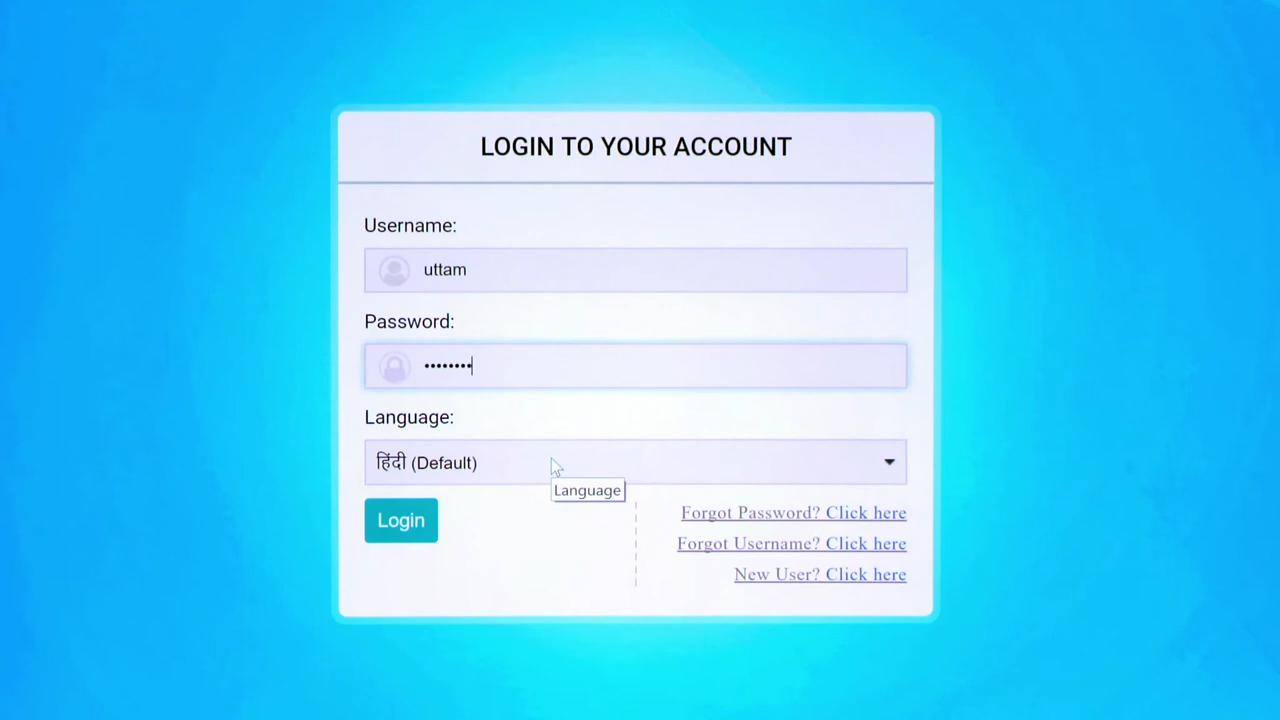 LOGIN TO YOUR ACCOUNT
Username:
uttam
Password:
••••••••
Language:
हिंदी (Default)
Language
Login
Forgot Password? Click here
Forgot Username? Click here
New User? Click here